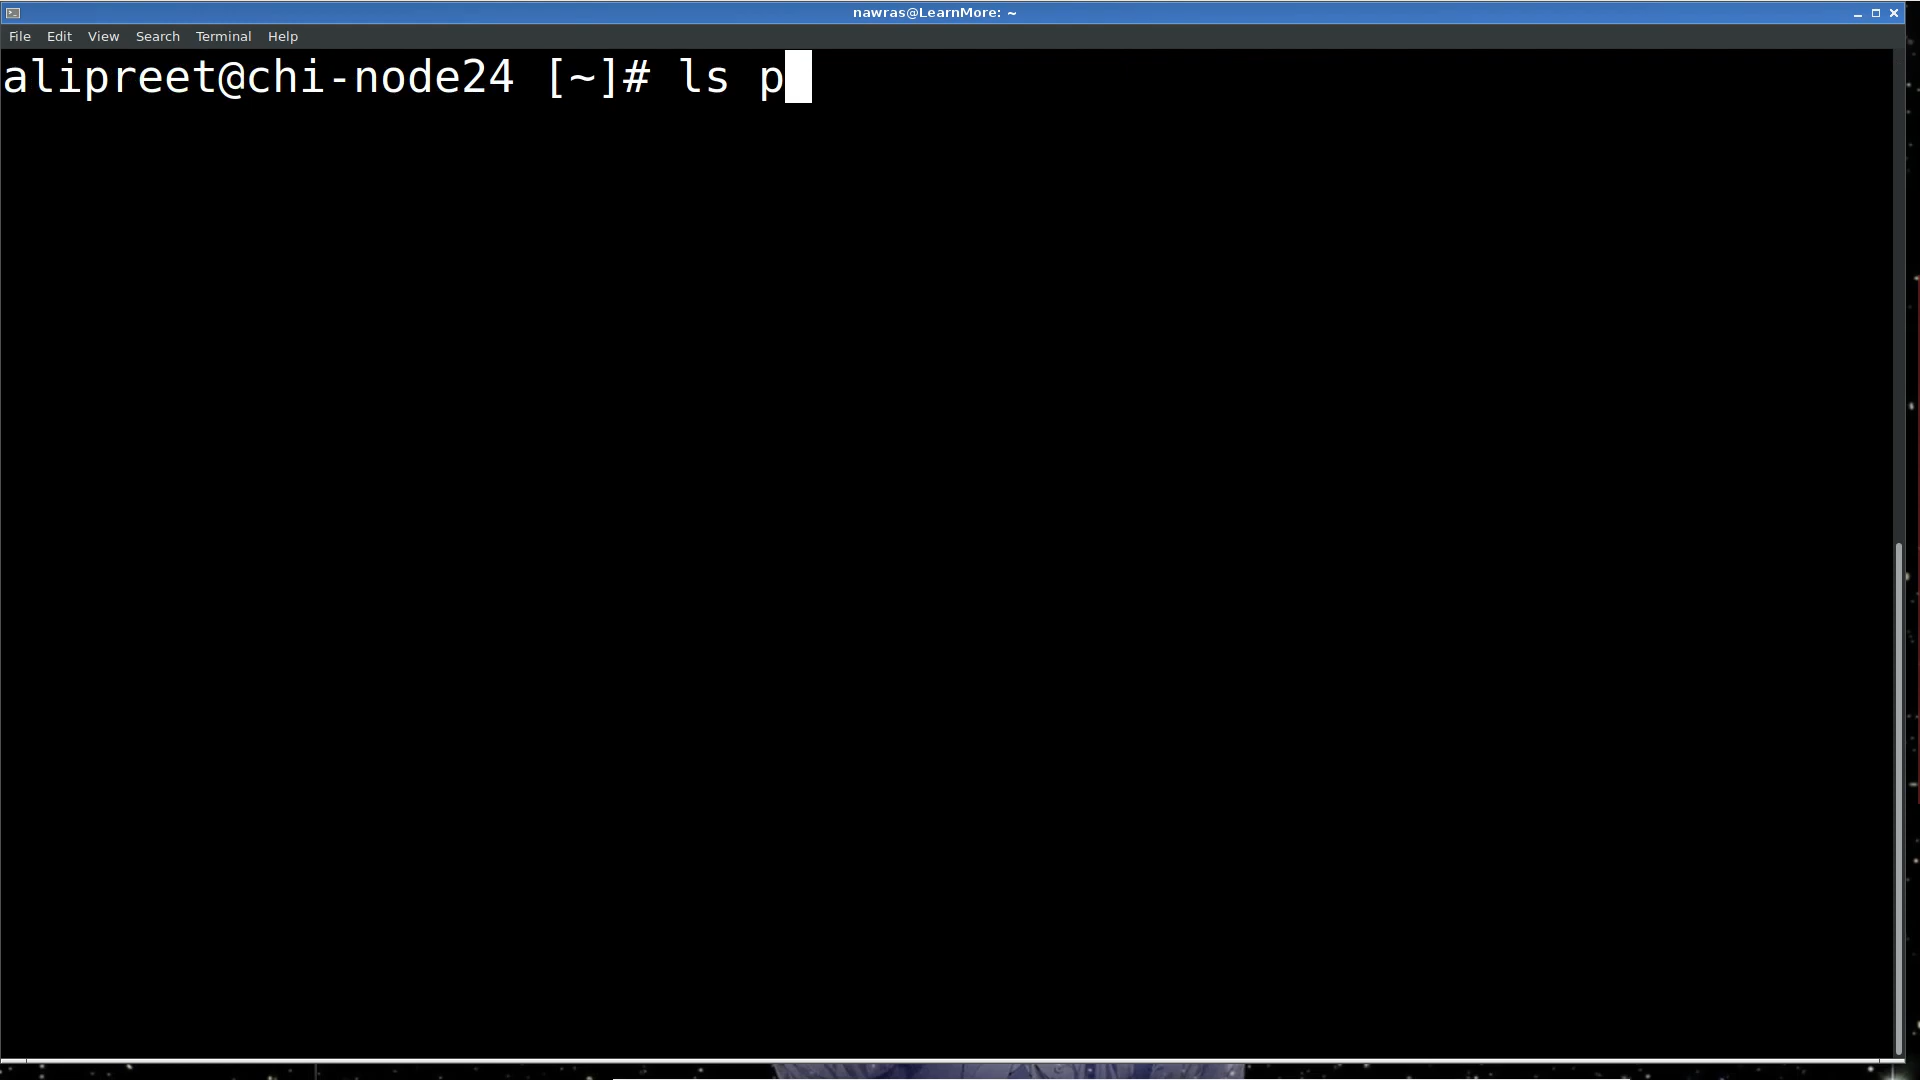 nawras@LearnMore: ~
File Edit View Search Terminal Help
alipreet@chi-node24 [~]# ls p